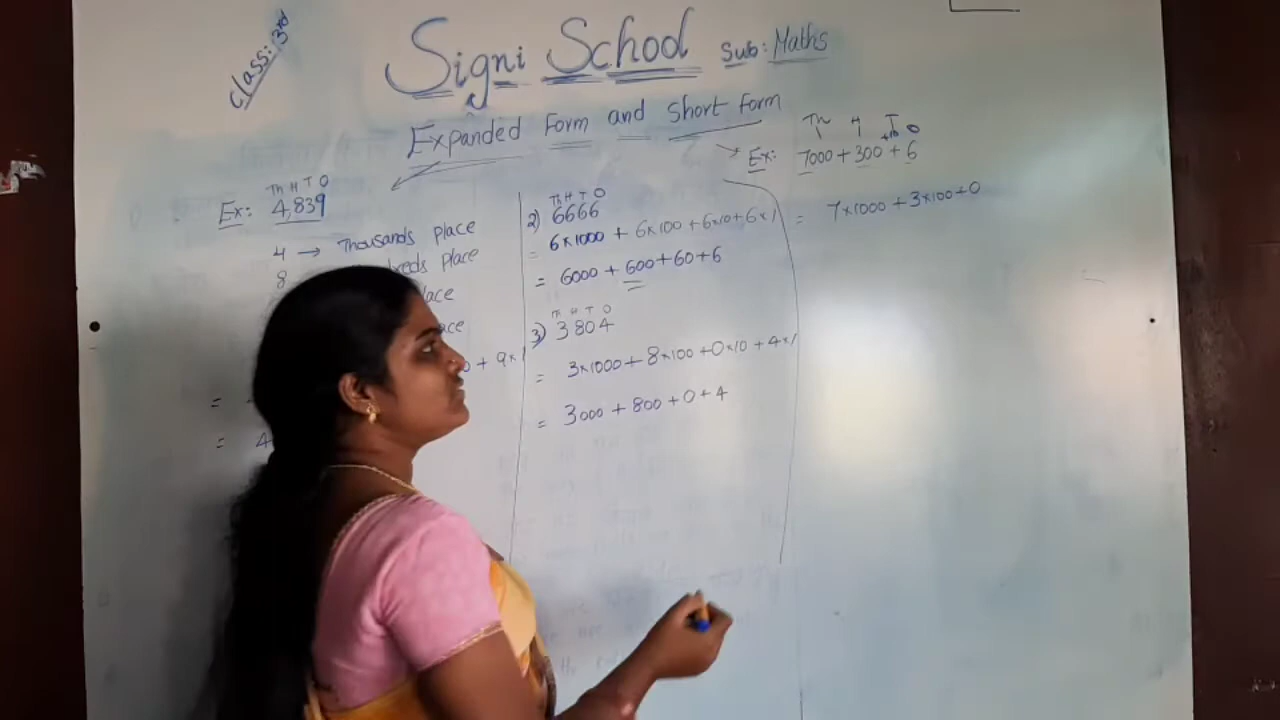 Class: 3rd
Signi School Sub: Maths
Expanded Form and Short Form
Ex: Th H T O
4,839
4 → Thousands place
8 place
+ 9×1
=
= 4
Th H T O
2) 6666
= 6×1000 + 6×100 + 6×10 + 6×1
= 6000 + 600 + 60 + 6
Th H T O
3) 3804
= 3×1000 + 8×100 + 0×10 + 4×1
= 3000 + 800 + 0 + 4
Th H T O
→ Ex: 7000 + 300 + 6
= 7×1000 + 3×100 + 0